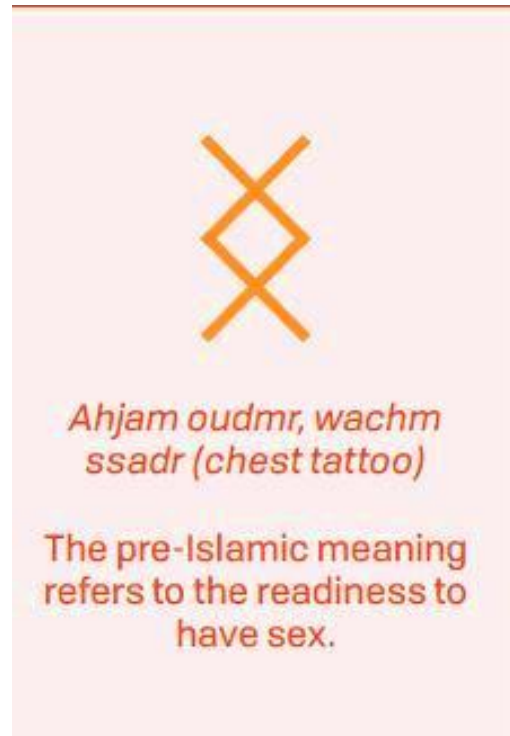 Ahjam oudmr, wachm
ssadr (chest tattoo)
The pre-Islamic meaning
refers to the readiness to
have sex.